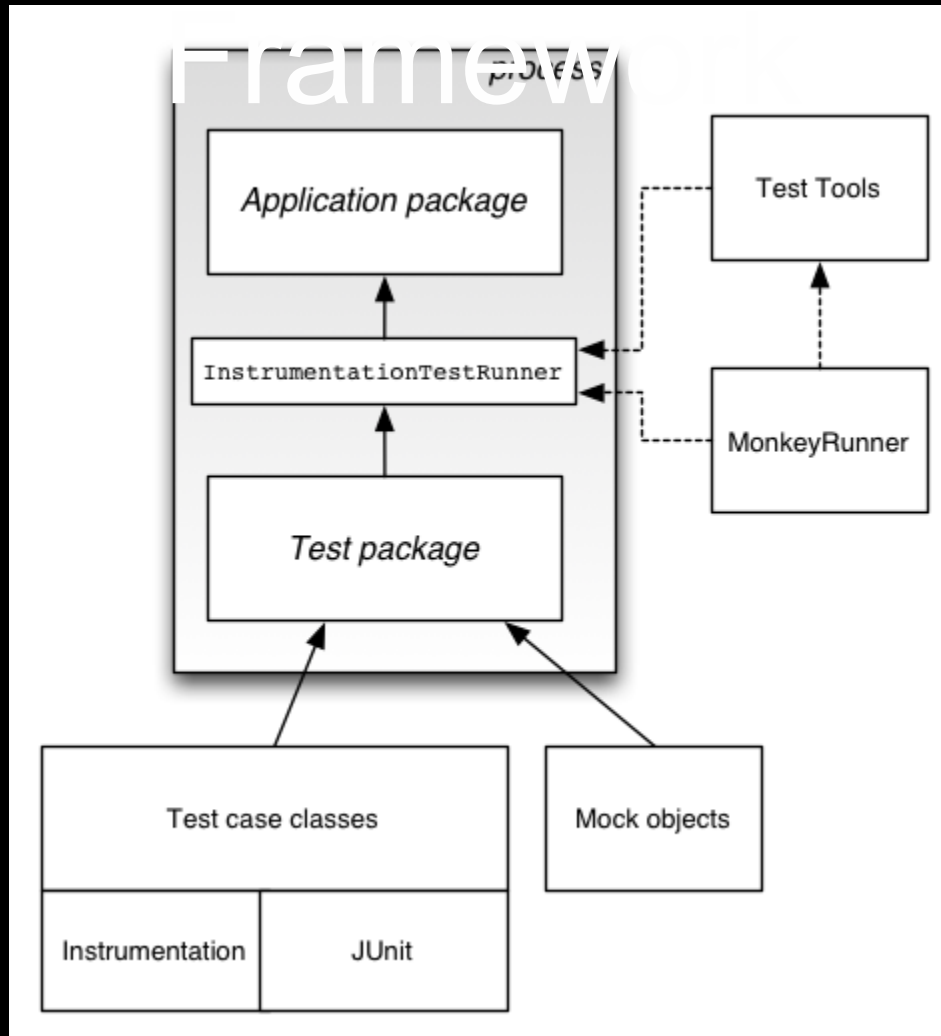 Framework
process
Application package
Test Tools
InstrumentationTestRunner
MonkeyRunner
Test package
Test case classes
Mock objects
Instrumentation
JUnit